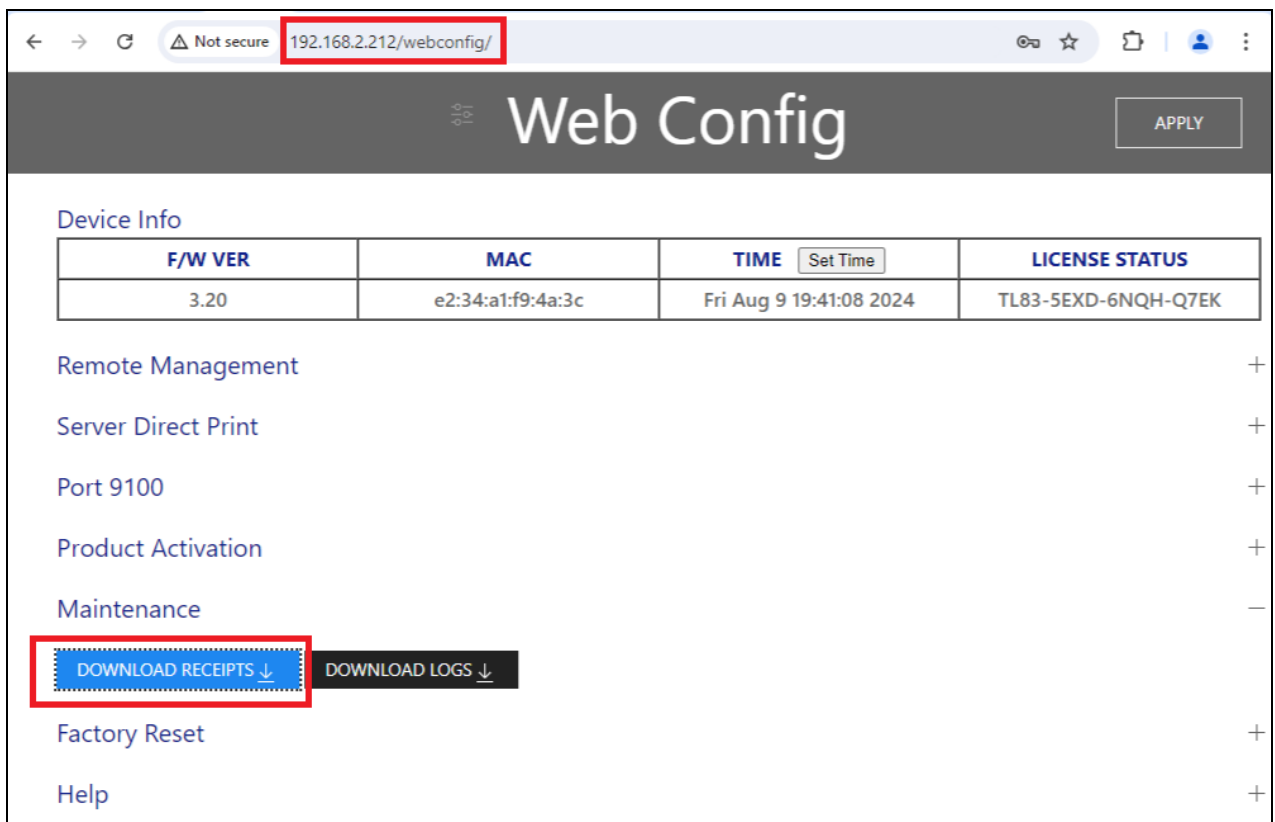 Not secure 192.168.2.212/webconfig/
Web Config
APPLY
Device Info
F/W VER MAC TIME Set Time LICENSE STATUS
3.20 e2:34:a1:f9:4a:3c Fri Aug 9 19:41:08 2024 TL83-5EXD-6NQH-Q7EK
Remote Management
Server Direct Print
Port 9100
Product Activation
Maintenance
DOWNLOAD RECEIPTS DOWNLOAD LOGS
Factory Reset
Help